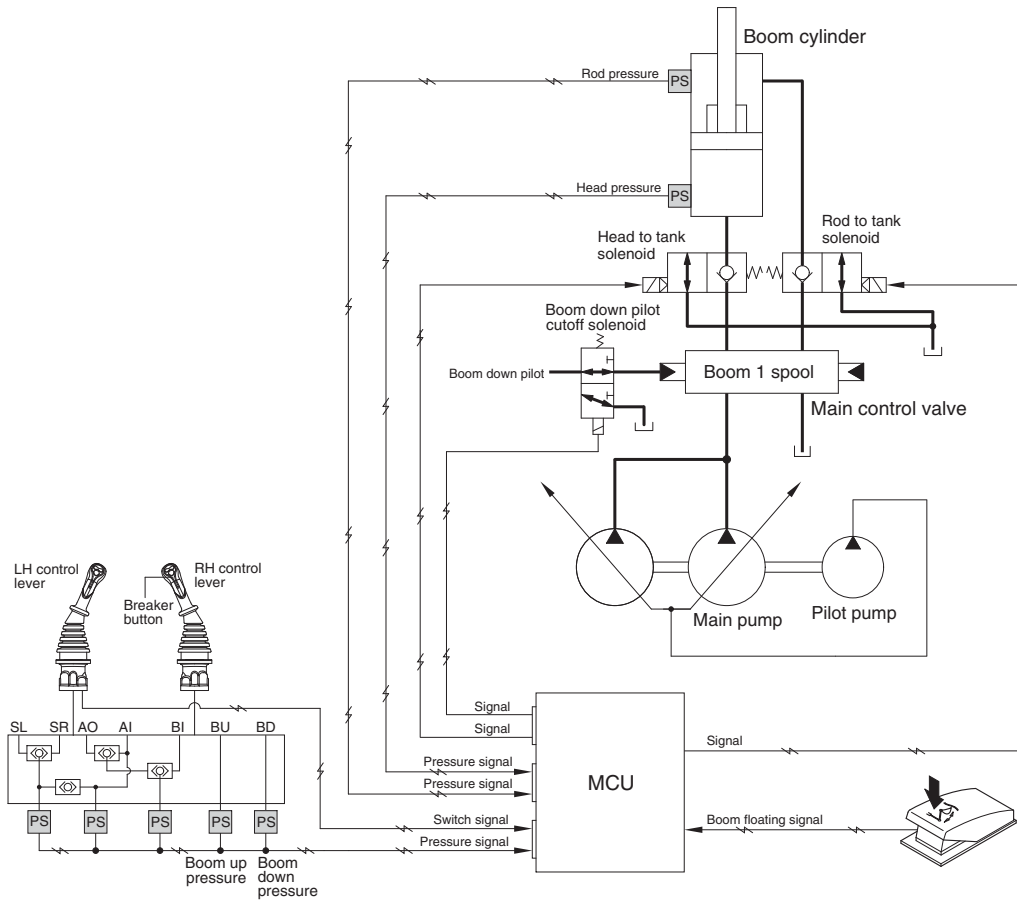 Boom cylinder
Rod pressure
PS
Head pressure
PS
Head to tank
solenoid
Rod to tank
solenoid
Boom down pilot
cutoff solenoid
Boom down pilot
Boom 1 spool
Main control valve
LH control
lever
RH control
lever
Breaker
button
Main pump
Pilot pump
SL
SR
AO
AI
BI
BU
BD
Signal
Signal
Signal
Pressure signal
Pressure signal
MCU
Switch signal
Boom floating signal
Pressure signal
PS
PS
PS
PS
PS
Boom up
pressure
Boom
down
pressure